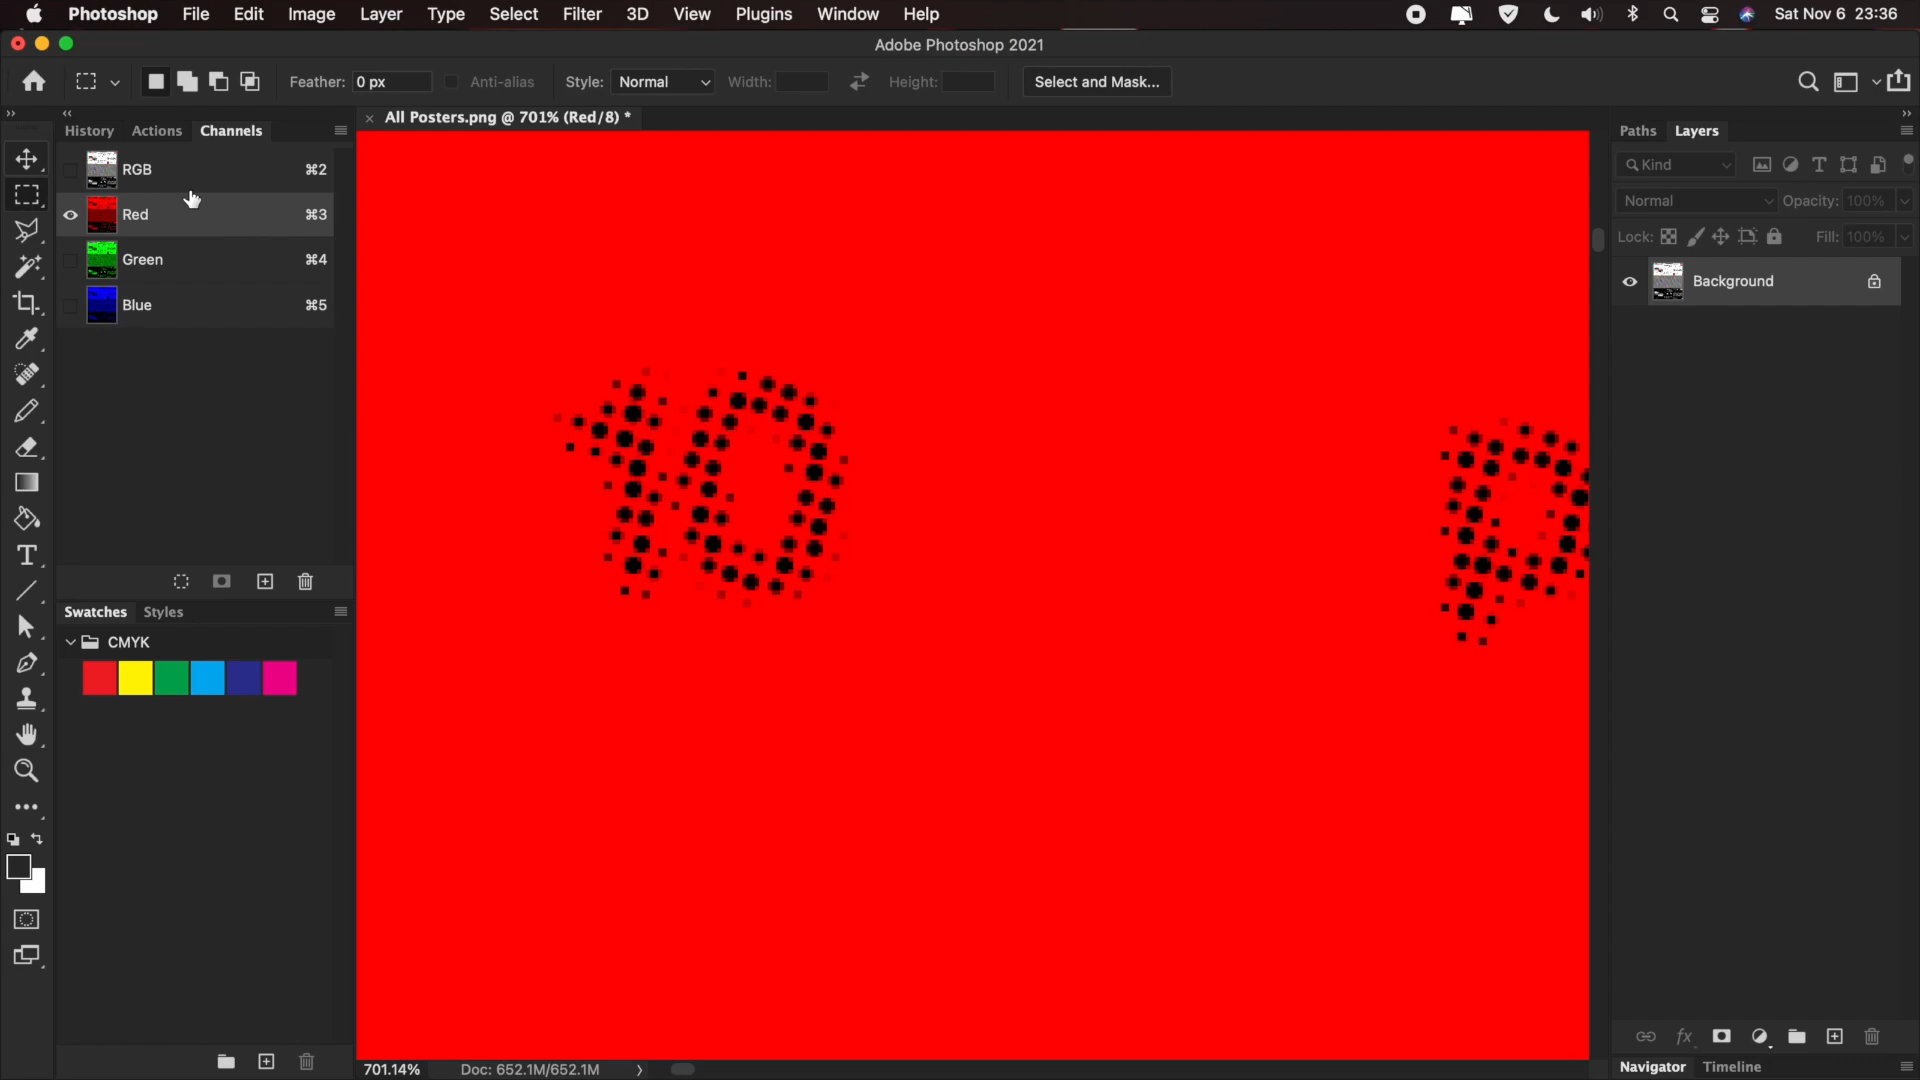 Photoshop File Edit Image Layer Type Select Filter 3D View Plugins Window Help Sat Nov 6 23:36
Adobe Photoshop 2021
Feather: 0 px Anti-alias Style: Normal Width: Height: Select and Mask...
All Posters.png @ 701% (Red/8) *
History Actions Channels
RGB ⌘2
Red ⌘3
Green ⌘4
Blue ⌘5
Swatches Styles
CMYK
10
701.14% Doc: 652.1M/652.1M
Paths Layers
Kind
Normal Opacity: 100%
Lock: Fill: 100%
Background
Navigator Timeline